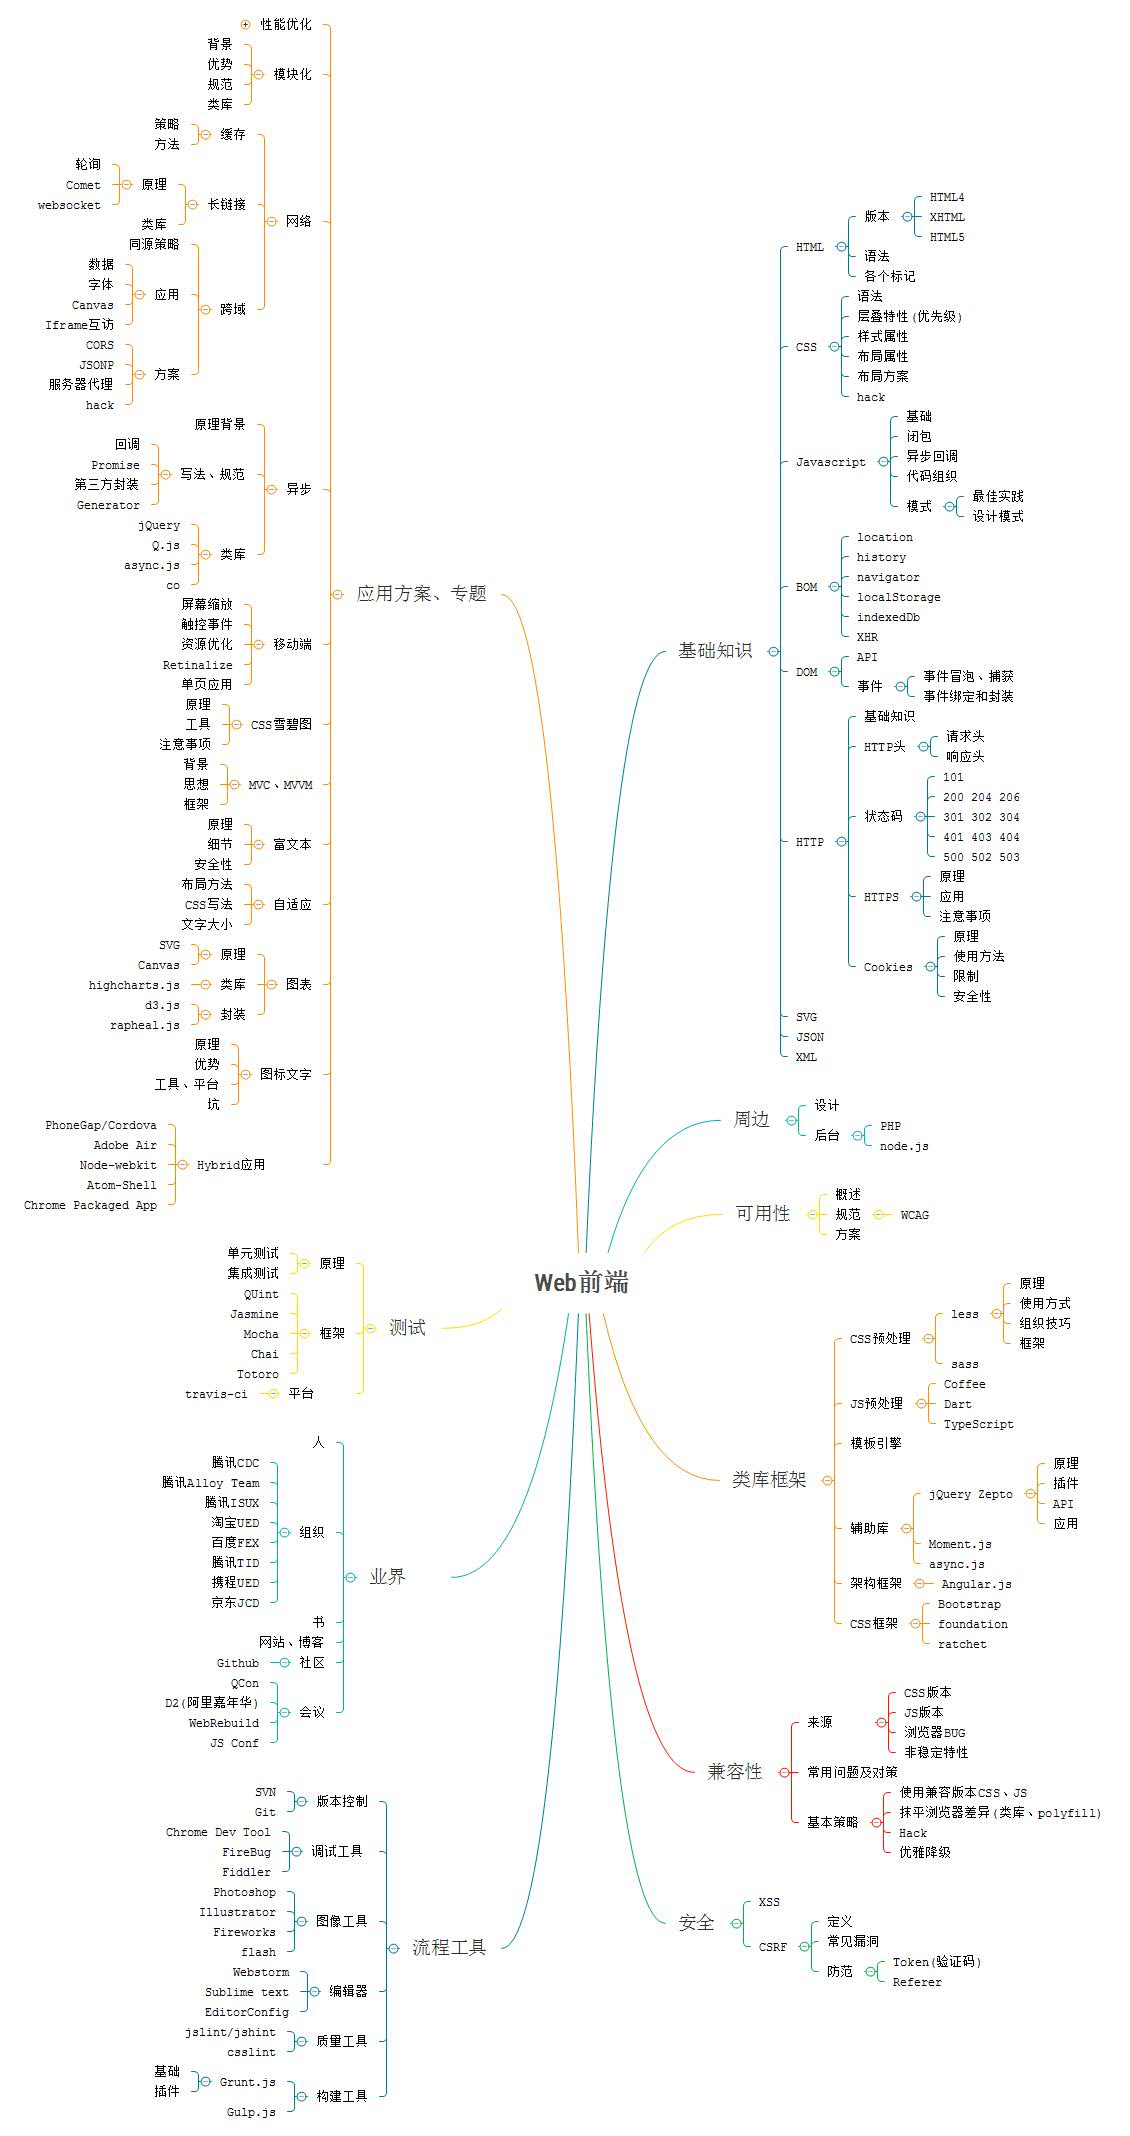 Web前端
应用方案、专题
性能优化
模块化
背景
优势
规范
类库
网络
缓存
策略
方法
长链接
原理
轮询
Comet
websocket
类库
跨域
同源策略
应用
数据
字体
Canvas
Iframe互访
方案
CORS
JSONP
服务器代理
hack
异步
原理背景
写法、规范
回调
Promise
第三方封装
Generator
类库
jQuery
Q.js
async.js
co
移动端
屏幕缩放
触控事件
资源优化
Retinalize
单页应用
CSS雪碧图
原理
工具
注意事项
MVC、MVVM
背景
思想
框架
富文本
原理
细节
安全性
自适应
布局方法
CSS写法
文字大小
图表
原理
SVG
Canvas
类库
highcharts.js
封装
d3.js
rapheal.js
图标文字
原理
优势
工具、平台
坑
Hybrid应用
PhoneGap/Cordova
Adobe Air
Node-webkit
Atom-Shell
Chrome Packaged App
测试
原理
单元测试
集成测试
框架
QUint
Jasmine
Mocha
Chai
Totoro
平台
travis-ci
业界
人
组织
腾讯CDC
腾讯Alloy Team
腾讯ISUX
淘宝UED
百度FEX
腾讯TID
携程UED
京东JCD
书
网站、博客
社区
Github
会议
QCon
D2(阿里嘉年华)
WebRebuild
JS Conf
流程工具
版本控制
SVN
Git
调试工具
Chrome Dev Tool
FireBug
Fiddler
图像工具
Photoshop
Illustrator
Fireworks
flash
编辑器
Webstorm
Sublime text
EditorConfig
质量工具
jslint/jshint
csslint
构建工具
Grunt.js
基础
插件
Gulp.js
基础知识
HTML
版本
HTML4
XHTML
HTML5
语法
各个标记
CSS
语法
层叠特性(优先级)
样式属性
布局属性
布局方案
hack
Javascript
基础
闭包
异步回调
代码组织
模式
最佳实践
设计模式
BOM
location
history
navigator
localStorage
indexedDb
XHR
DOM
API
事件
事件冒泡、捕获
事件绑定和封装
HTTP
基础知识
HTTP头
请求头
响应头
状态码
101
200 204 206
301 302 304
401 403 404
500 502 503
HTTPS
原理
应用
注意事项
Cookies
原理
使用方法
限制
安全性
SVG
JSON
XML
周边
设计
后台
PHP
node.js
可用性
概述
规范
WCAG
方案
类库框架
CSS预处理
less
原理
使用方式
组织技巧
框架
sass
JS预处理
Coffee
Dart
TypeScript
模板引擎
辅助库
jQuery Zepto
原理
插件
API
应用
Moment.js
async.js
架构框架
Angular.js
CSS框架
Bootstrap
foundation
ratchet
兼容性
来源
CSS版本
JS版本
浏览器BUG
非稳定特性
常用问题及对策
基本策略
使用兼容版本CSS、JS
抹平浏览器差异(类库、polyfill)
Hack
优雅降级
安全
XSS
CSRF
定义
常见漏洞
防范
Token(验证码)
Referer